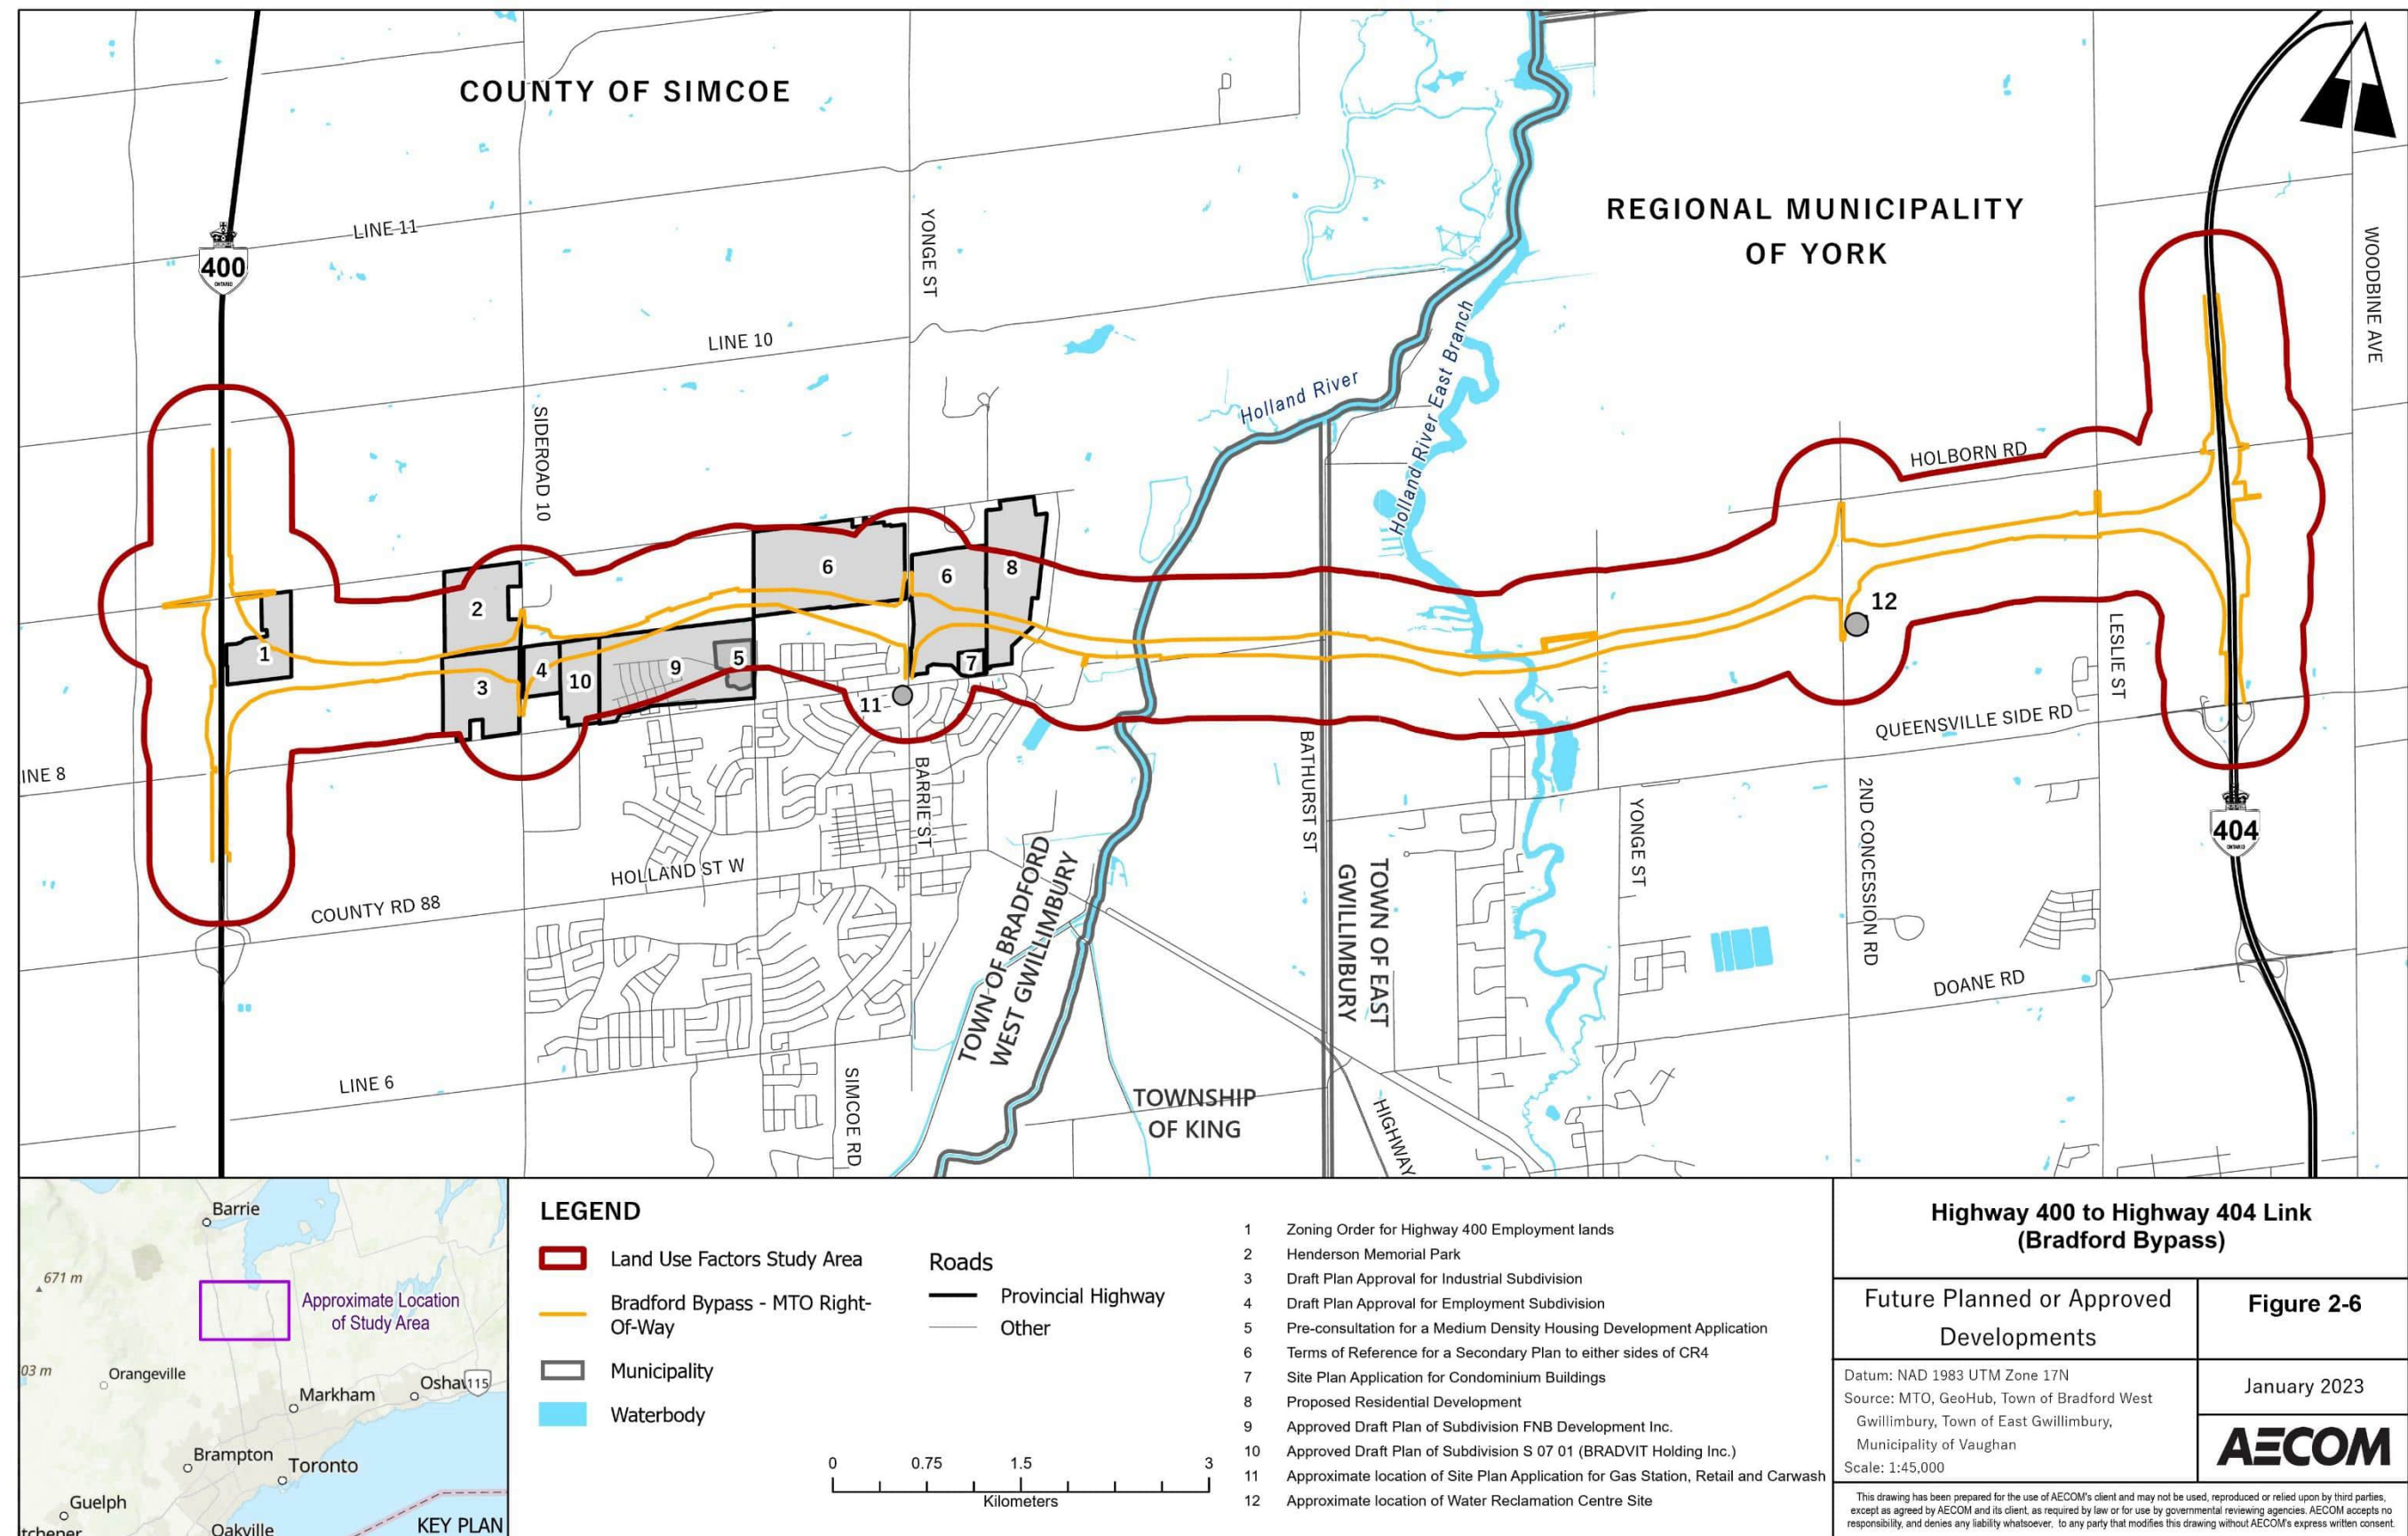 COUNTY OF SIMCOE
REGIONAL MUNICIPALITY
OF YORK
LINE 11
400
ONTARIO
YONGE ST
WOODBINE AVE
LINE 10
Holland River
Holland River East Branch
SIDEROAD 10
HOLBORN RD
6
6
8
2
12
1
4
5
7
9
3
10
11
LESLIE ST
QUEENSVILLE SIDE RD
INE 8
BATHURST ST
BARRIE ST
YONGE ST
2ND CONCESSION RD
404
ONTARIO
HOLLAND ST W
COUNTY RD 88
TOWN OF BRADFORD
WEST GWILLIMBURY
TOWN OF EAST
GWILLIMBURY
DOANE RD
LINE 6
SIMCOE RD
TOWNSHIP
OF KING
HIGHWAY
Barrie
671 m
Approximate Location
of Study Area
03 m
Orangeville
Markham
Oshav
115
Brampton
Toronto
Guelph
Oakville
tchener
KEY PLAN
LEGEND
Land Use Factors Study Area
Bradford Bypass - MTO Right-
Of-Way
Municipality
Waterbody
Roads
Provincial Highway
Other
0 0.75 1.5 3
Kilometers
1 Zoning Order for Highway 400 Employment lands
2 Henderson Memorial Park
3 Draft Plan Approval for Industrial Subdivision
4 Draft Plan Approval for Employment Subdivision
5 Pre-consultation for a Medium Density Housing Development Application
6 Terms of Reference for a Secondary Plan to either sides of CR4
7 Site Plan Application for Condominium Buildings
8 Proposed Residential Development
9 Approved Draft Plan of Subdivision FNB Development Inc.
10 Approved Draft Plan of Subdivision S 07 01 (BRADVIT Holding Inc.)
11 Approximate location of Site Plan Application for Gas Station, Retail and Carwash
12 Approximate location of Water Reclamation Centre Site
Highway 400 to Highway 404 Link
(Bradford Bypass)
Future Planned or Approved
Developments
Figure 2-6
Datum: NAD 1983 UTM Zone 17N
Source: MTO, GeoHub, Town of Bradford West
Gwillimbury, Town of East Gwillimbury,
Municipality of Vaughan
Scale: 1:45,000
January 2023
AECOM
This drawing has been prepared for the use of AECOM's client and may not be used, reproduced or relied upon by third parties,
except as agreed by AECOM and its client, as required by law or for use by governmental reviewing agencies. AECOM accepts no
responsibility, and denies any liability whatsoever, to any party that modifies this drawing without AECOM's express written consent.